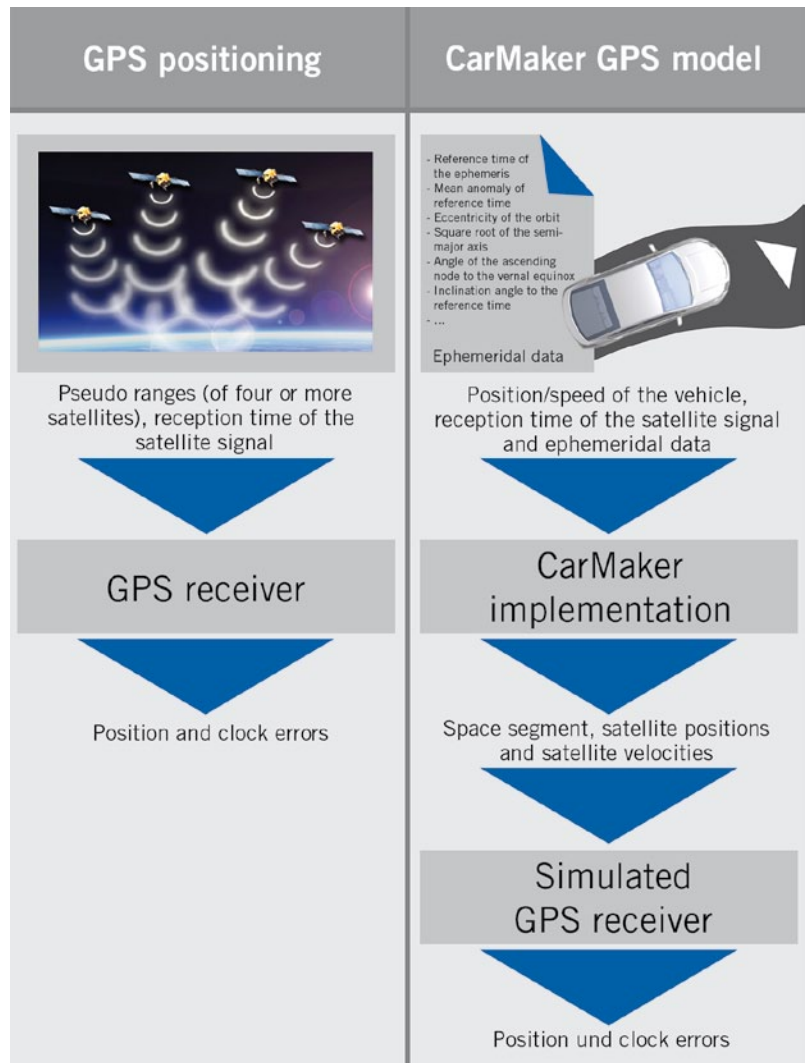 GPS positioning
Pseudo ranges (of four or more
satellites), reception time of the
satellite signal
GPS receiver
Position and clock errors
CarMaker GPS model
- Reference time of
the ephemeris
- Mean anomaly of
reference time
- Eccentricity of the orbit
- Square root of the semi-
major axis
- Angle of the ascending
node to the vernal equinox
- Inclination angle to the
reference time
- ...
Ephemeridal data
Position/speed of the vehicle,
reception time of the satellite signal
and ephemeridal data
CarMaker
implementation
Space segment, satellite positions
and satellite velocities
Simulated
GPS receiver
Position und clock errors